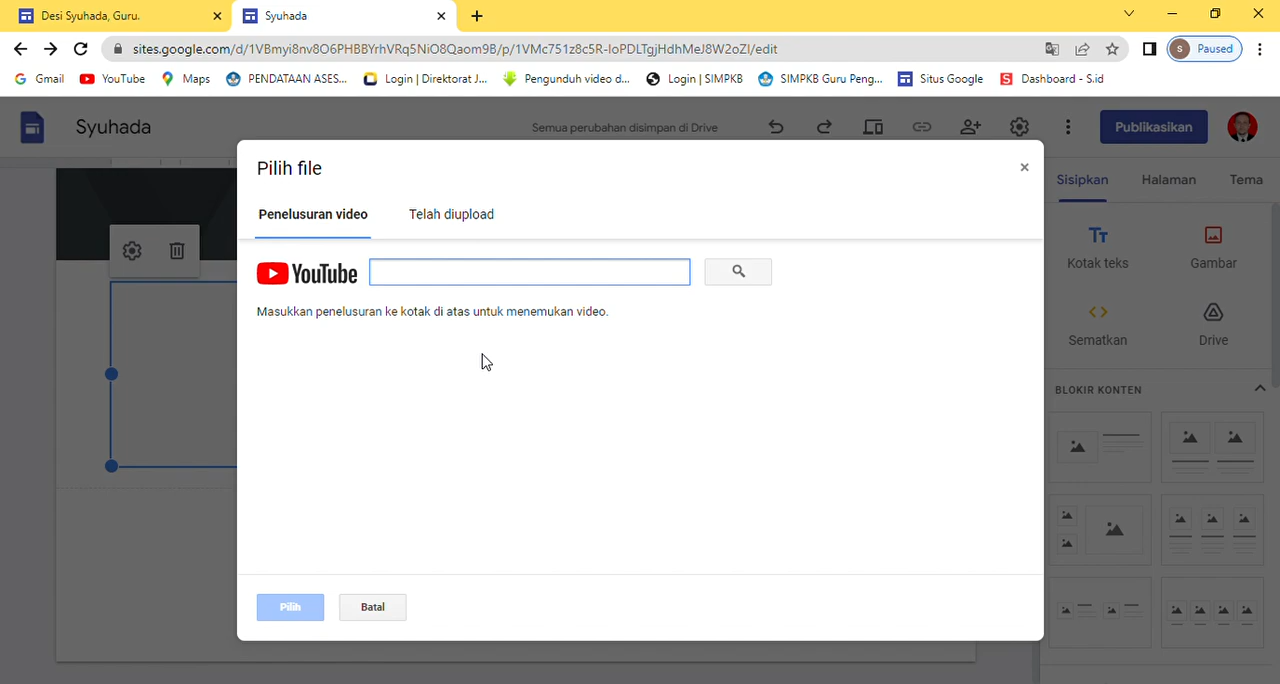 Desi Syuhada, Guru.
Syuhada
sites.google.com/d/1VBmyi8nv8O6PHBBYrhVRq5NiO8Qaom9B/p/1VMc751z8c5R-IoPDLTgjHdhMeJ8W2oZl/edit
S
Paused
Gmail
YouTube
Maps
PENDATAAN ASES...
Login | Direktorat J...
Pengunduh video d...
Login | SIMPKB
SIMPKB Guru Peng...
Situs Google
S
Dashboard - S.id
Syuhada
Semua perubahan disimpan di Drive
Publikasikan
Pilih file
Penelusuran video
Telah diupload
YouTube
Masukkan penelusuran ke kotak di atas untuk menemukan video.
Pilih
Batal
Sisipkan
Halaman
Tema
Tт
Kotak teks
Gambar
Sematkan
Drive
BLOKIR KONTEN